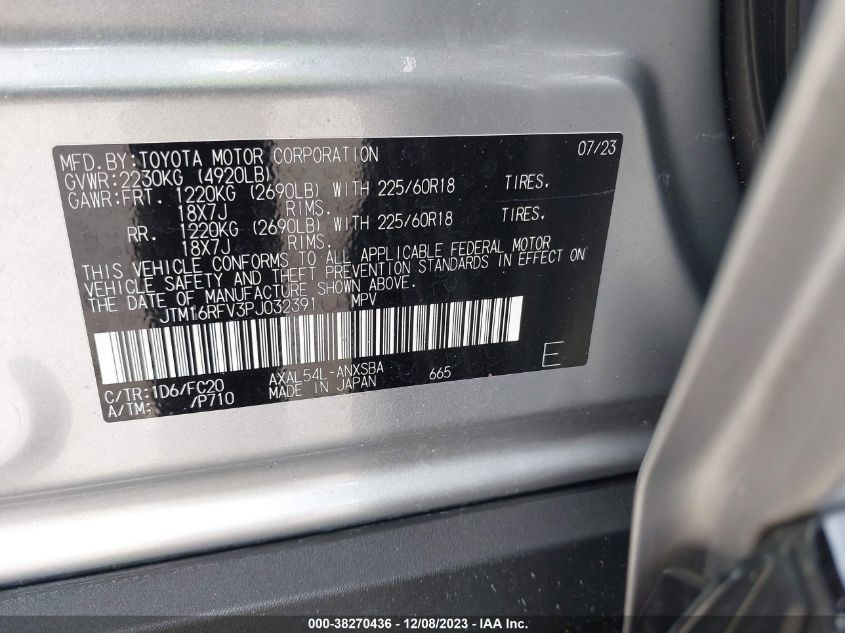 MFD.BY:TOYOTA MOTOR CORPORATION 07/23
GVWR:2230KG (4920LB)
GAWR:FRT. 1220KG (2690LB) WITH 225/60R18 TIRES.
18X7J RIMS.
RR. 1220KG (2690LB) WITH 225/60R18 TIRES.
18X7J RIMS.
THIS VEHICLE CONFORMS TO ALL APPLICABLE FEDERAL MOTOR
VEHICLE SAFETY AND THEFT PREVENTION STANDARDS IN EFFECT ON
THE DATE OF MANUFACTURE SHOWN ABOVE.
JTM16RFV3PJ032391 MPV
C/TR:1D6/FC20 AXAL54L-ANXSBA 665 E
A/TM: /P710 MADE IN JAPAN
000-38270436 - 12/08/2023 - IAA Inc.